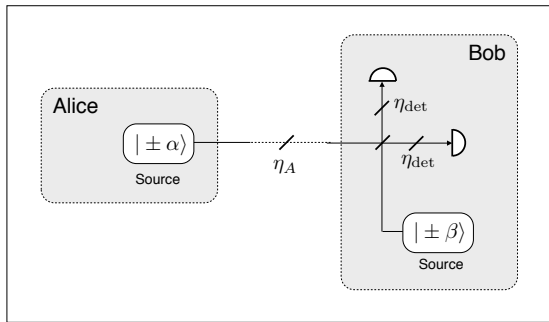 Alice
| ± α⟩
Source
η_A
Bob
η_det
η_det
| ± β⟩
Source